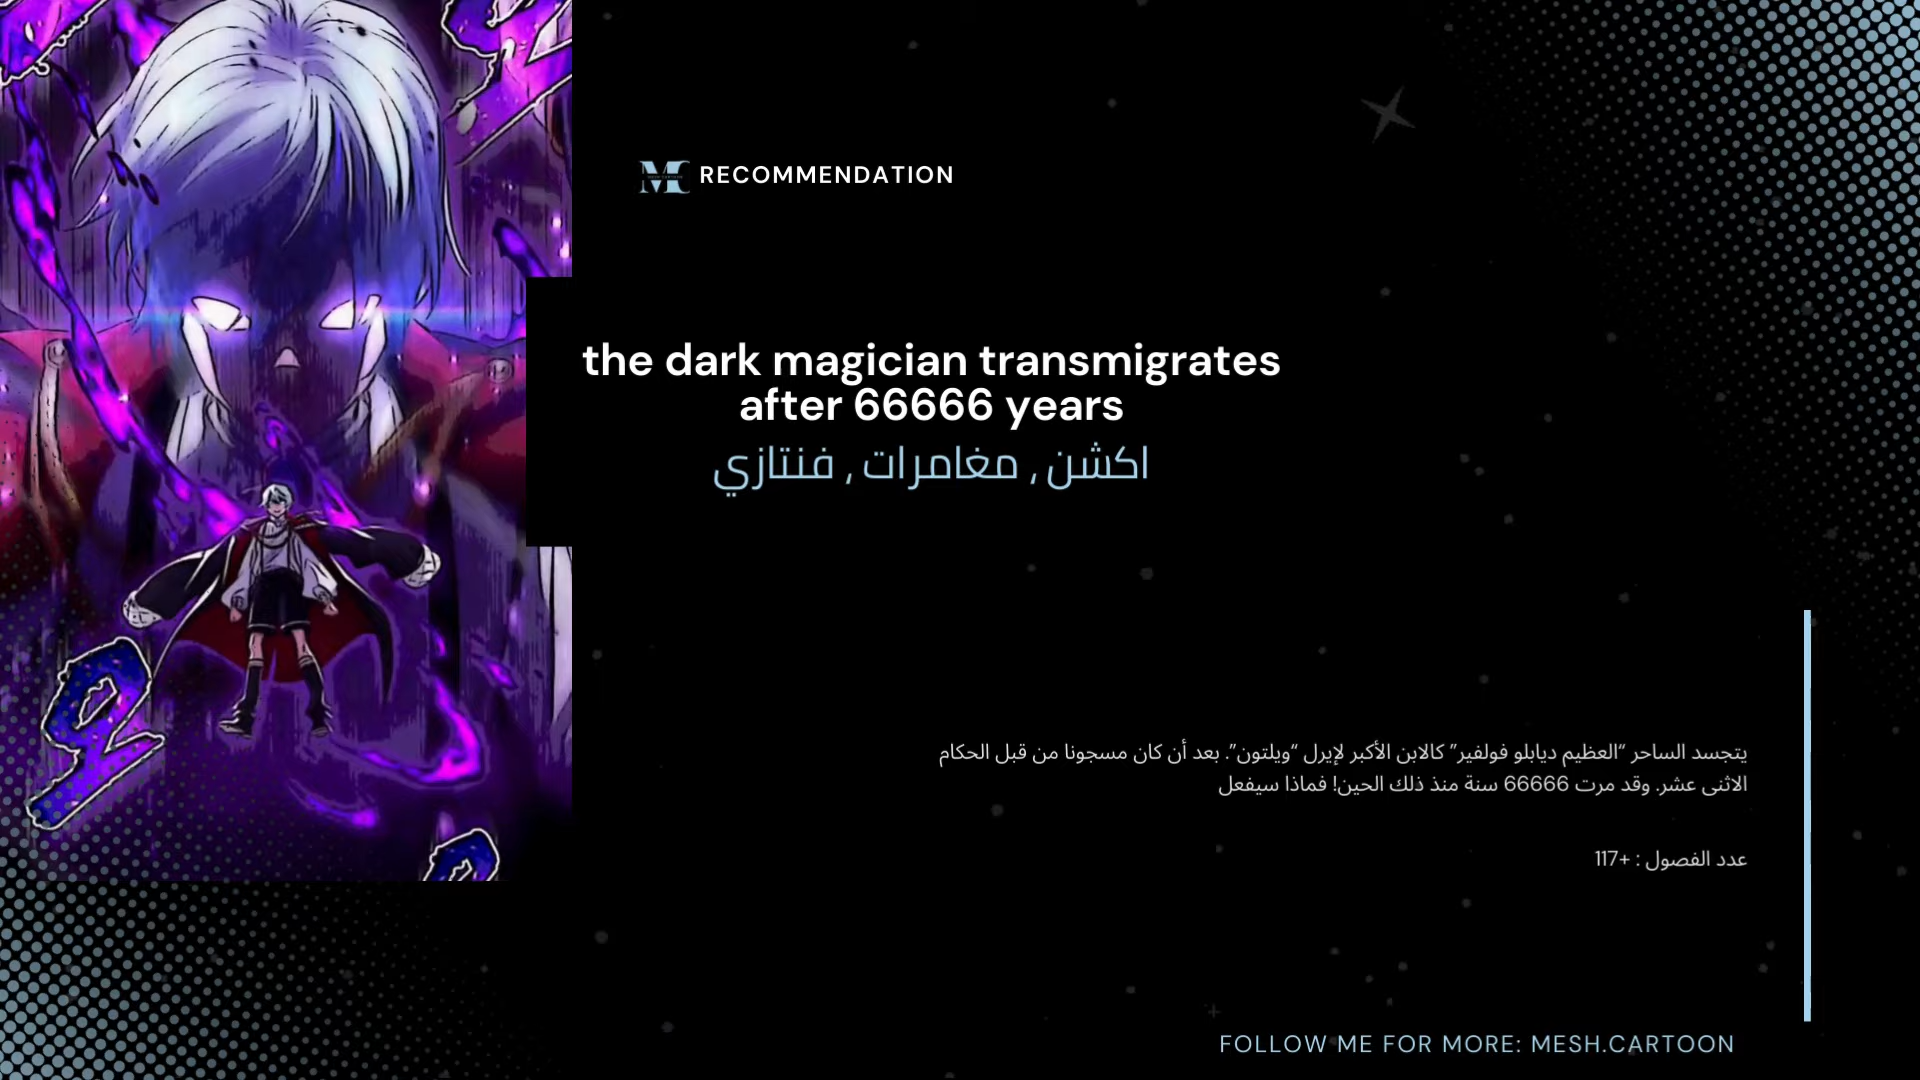 RECOMMENDATION
the dark magician transmigrates
after 66666 years
اكشن , مغامرات , فنتازي
يتجسد الساحر “العظيم ديابلو فولفير” كالابن الأكبر لإيرل “ويلتون”. بعد أن كان مسجونا من قبل الحكام
الاثنى عشر. وقد مرت 66666 سنة منذ ذلك الحين! فماذا سيفعل
عدد الفصول : +117
FOLLOW ME FOR MORE: MESH.CARTOON